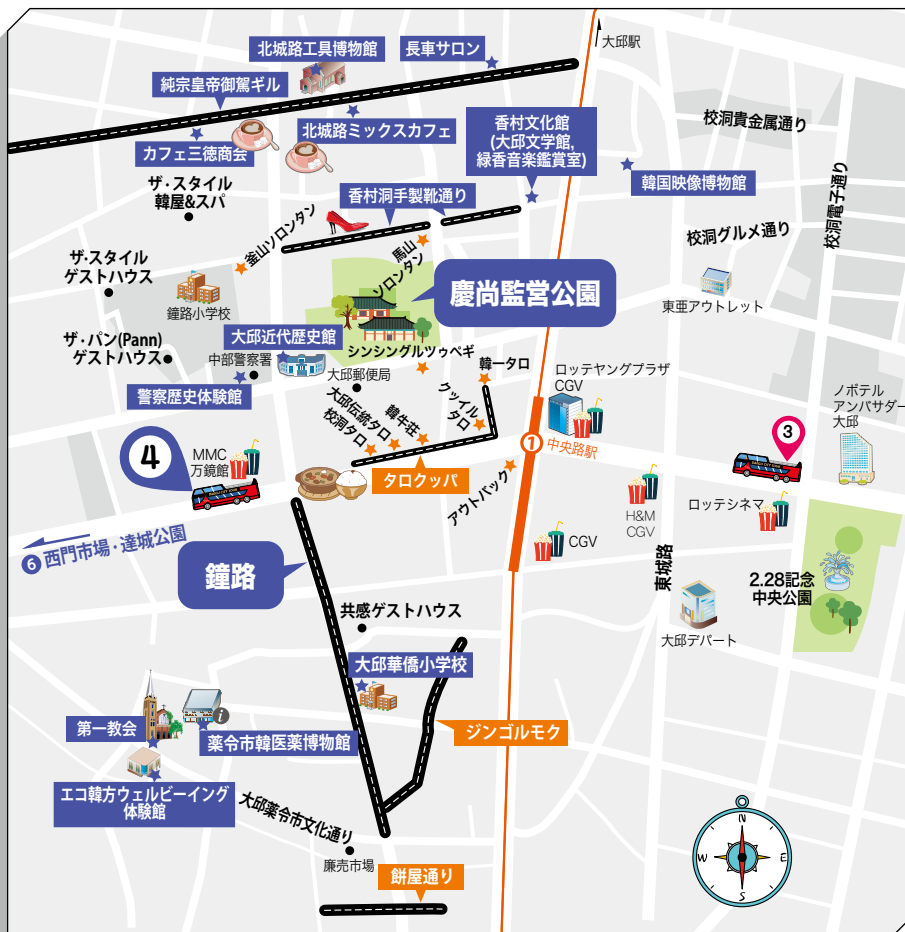 大邱駅
北城路工具博物館
長車サロン
純宗皇帝御駕ギル
カフェ三徳商会
北城路ミックスカフェ
香村文化館
(大邱文学館,
緑香音楽鑑賞室)
校洞貴金属通り
韓国映像博物館
校洞電子通り
ザ・スタイル
韓屋&スパ
香村洞手製靴通り
釜山ソロンタン
馬山
ソロンタン
校洞グルメ通り
ザ・スタイル
ゲストハウス
鐘路小学校
慶尚監営公園
東亜アウトレット
ザ・パン(Pann)
ゲストハウス
大邱近代歴史館
中部警察署
シンシングルツゥペギ
大邱郵便局
韓一タロ
警察歴史体験館
大邱伝統タロ
校洞タロ
韓牛荘
クッイル
タロ
ロッテヤングプラザ
CGV
ノボテル
アンバサダー
大邱
4
MMC
万鏡館
タロクッパ
1
中央路駅
アウトバック
3
H&M
CGV
ロッテシネマ
CGV
6 西門市場・達城公園
鐘路
東城路
2.28記念
中央公園
共感ゲストハウス
大邱デパート
大邱華僑小学校
ジンゴルモク
第一教会
i
薬令市韓医薬博物館
エコ韓方ウェルビーイング
体験館
大邱薬令市文化通り
廉売市場
餅屋通り
N
W
E
S